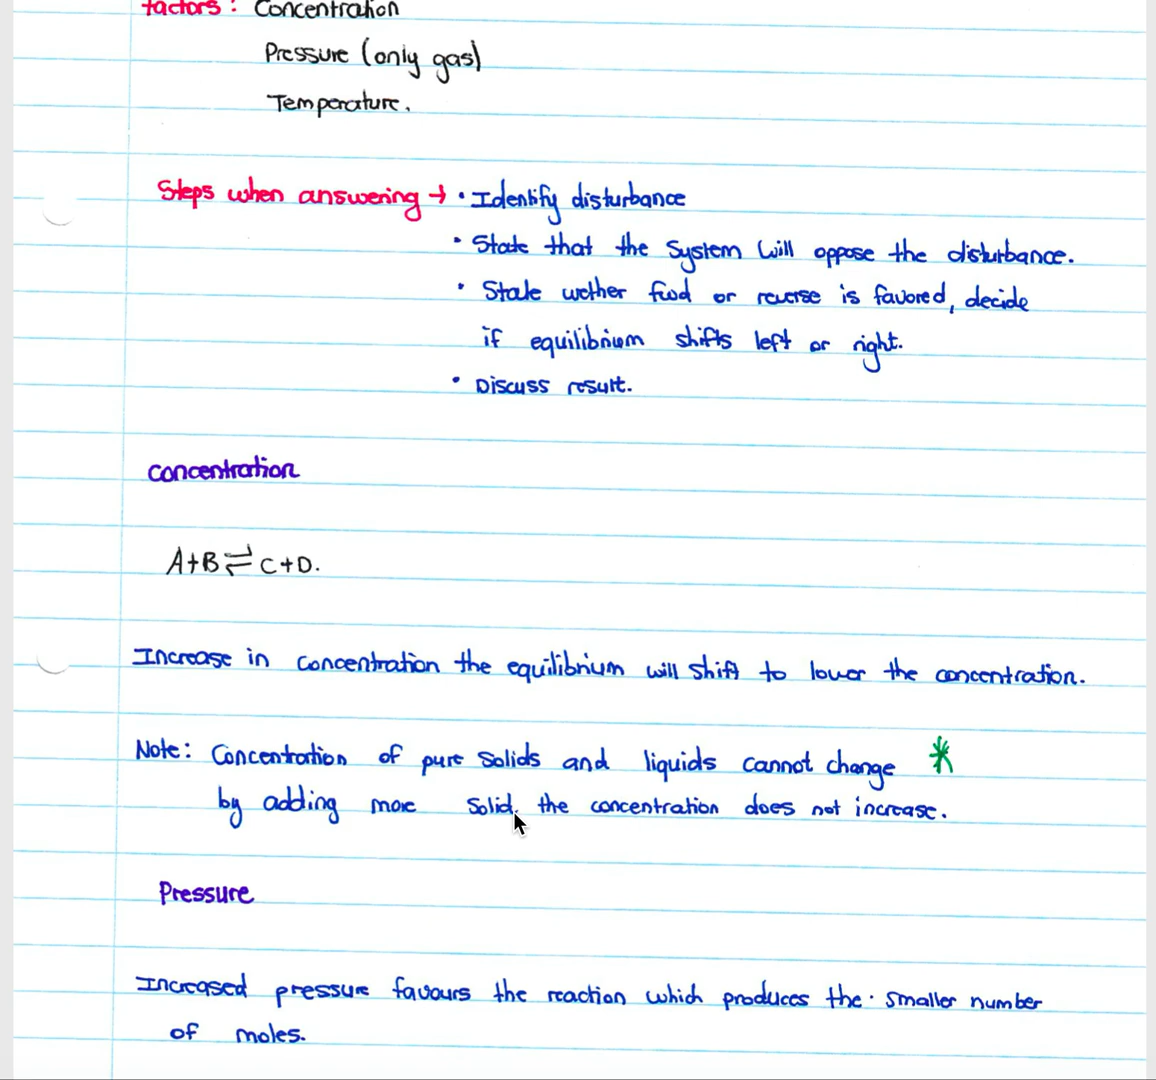 factors: Concentration
Pressure (only gas)
Temperature.
Steps when answering → • Identify disturbance
• State that the System will oppose the disturbance.
• State wether fwd or reverse is favored, decide
if equilibrium shifts left or right.
• Discuss result.
Concentration
A+B ⇌ C+D.
Increase in concentration the equilibrium will shift to lower the concentration.
Note: Concentration of pure solids and liquids cannot change *
by adding more solid, the concentration does not increase.
Pressure
Increased pressure favours the reaction which produces the smaller number
of moles.